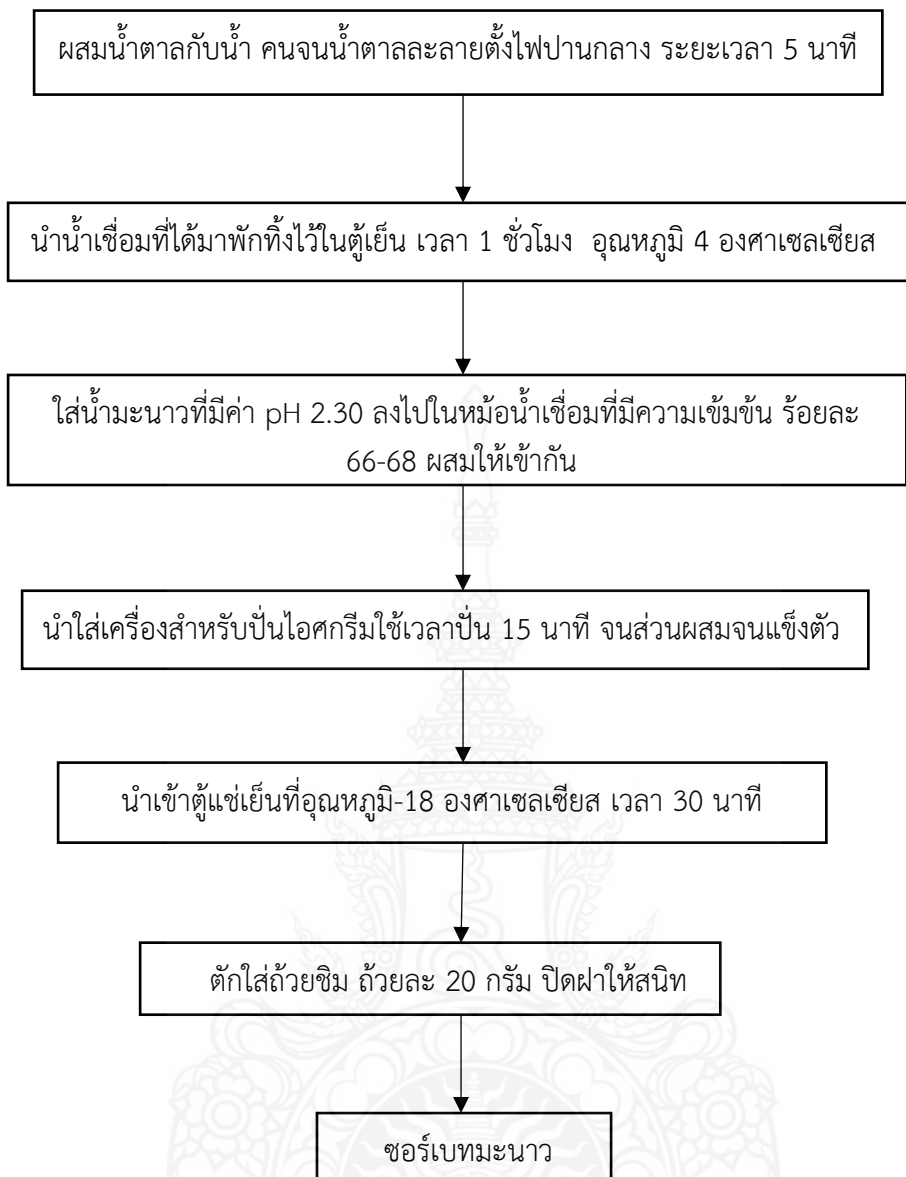 ผสมน้ำตาลกับน้ำ คนจนน้ำตาลละลายตั้งไฟปานกลาง ระยะเวลา 5 นาที
นำน้ำเชื่อมที่ได้มาพักทิ้งไว้ในตู้เย็น เวลา 1 ชั่วโมง อุณหภูมิ 4 องศาเซลเซียส
ใส่น้ำมะนาวที่มีค่า pH 2.30 ลงไปในหม้อน้ำเชื่อมที่มีความเข้มข้น ร้อยละ
66-68 ผสมให้เข้ากัน
นำใส่เครื่องสำหรับปั่นไอศกรีมใช้เวลาปั่น 15 นาที จนส่วนผสมจนแข็งตัว
นำเข้าตู้แช่เย็นที่อุณหภูมิ-18 องศาเซลเซียส เวลา 30 นาที
ตักใส่ถ้วยชิม ถ้วยละ 20 กรัม ปิดฝาให้สนิท
ซอร์เบทมะนาว